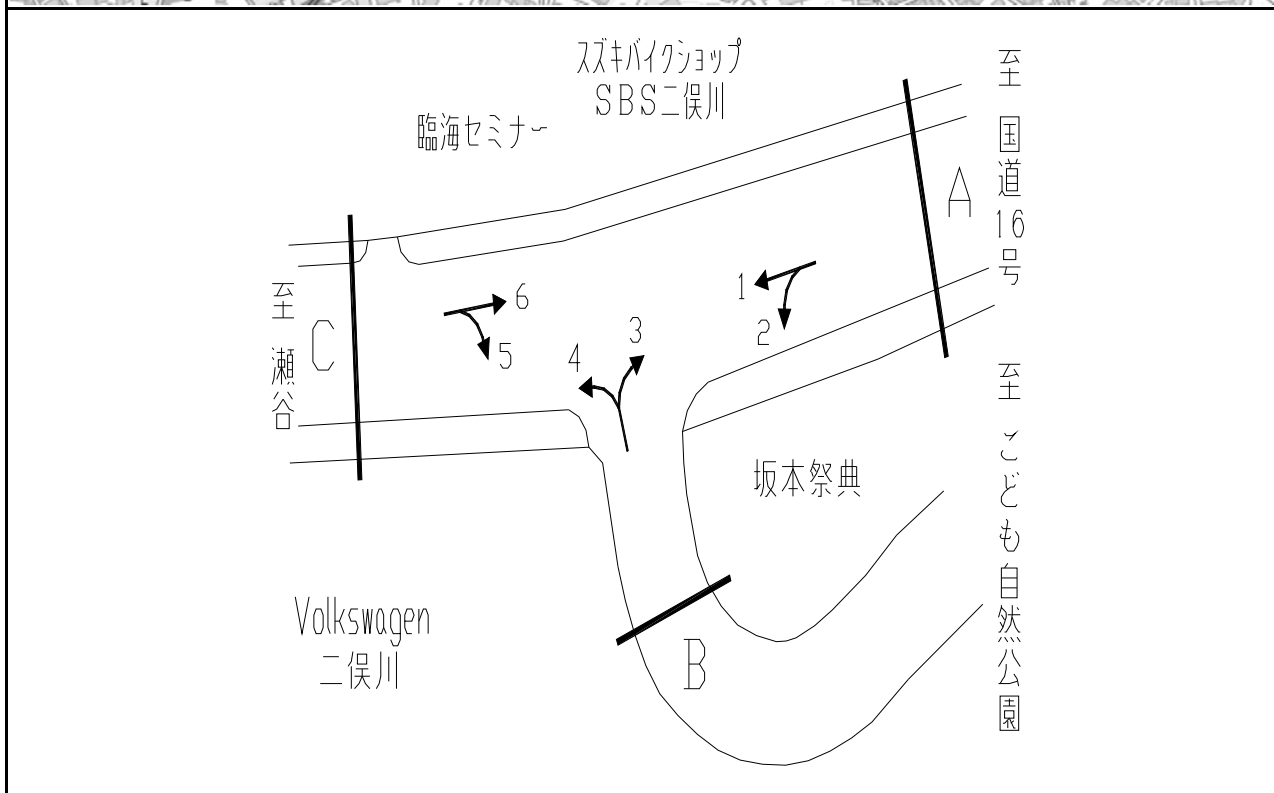 スズキバイクショップ
SBS二俣川
臨海セミナー
至 国道16号
A
至 瀬谷
C
6
5
1
2
3
4
坂本祭典
至 こども自然公園
Volkswagen
二俣川
B